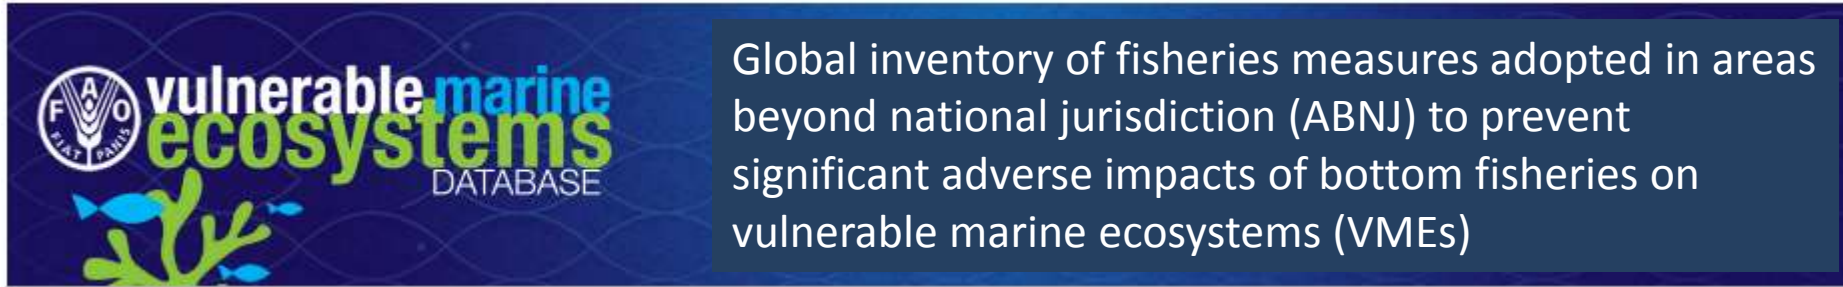 FAO
FIAT PANIS
vulnerable marine
ecosystems
DATABASE
Global inventory of fisheries measures adopted in areas
beyond national jurisdiction (ABNJ) to prevent
significant adverse impacts of bottom fisheries on
vulnerable marine ecosystems (VMEs)